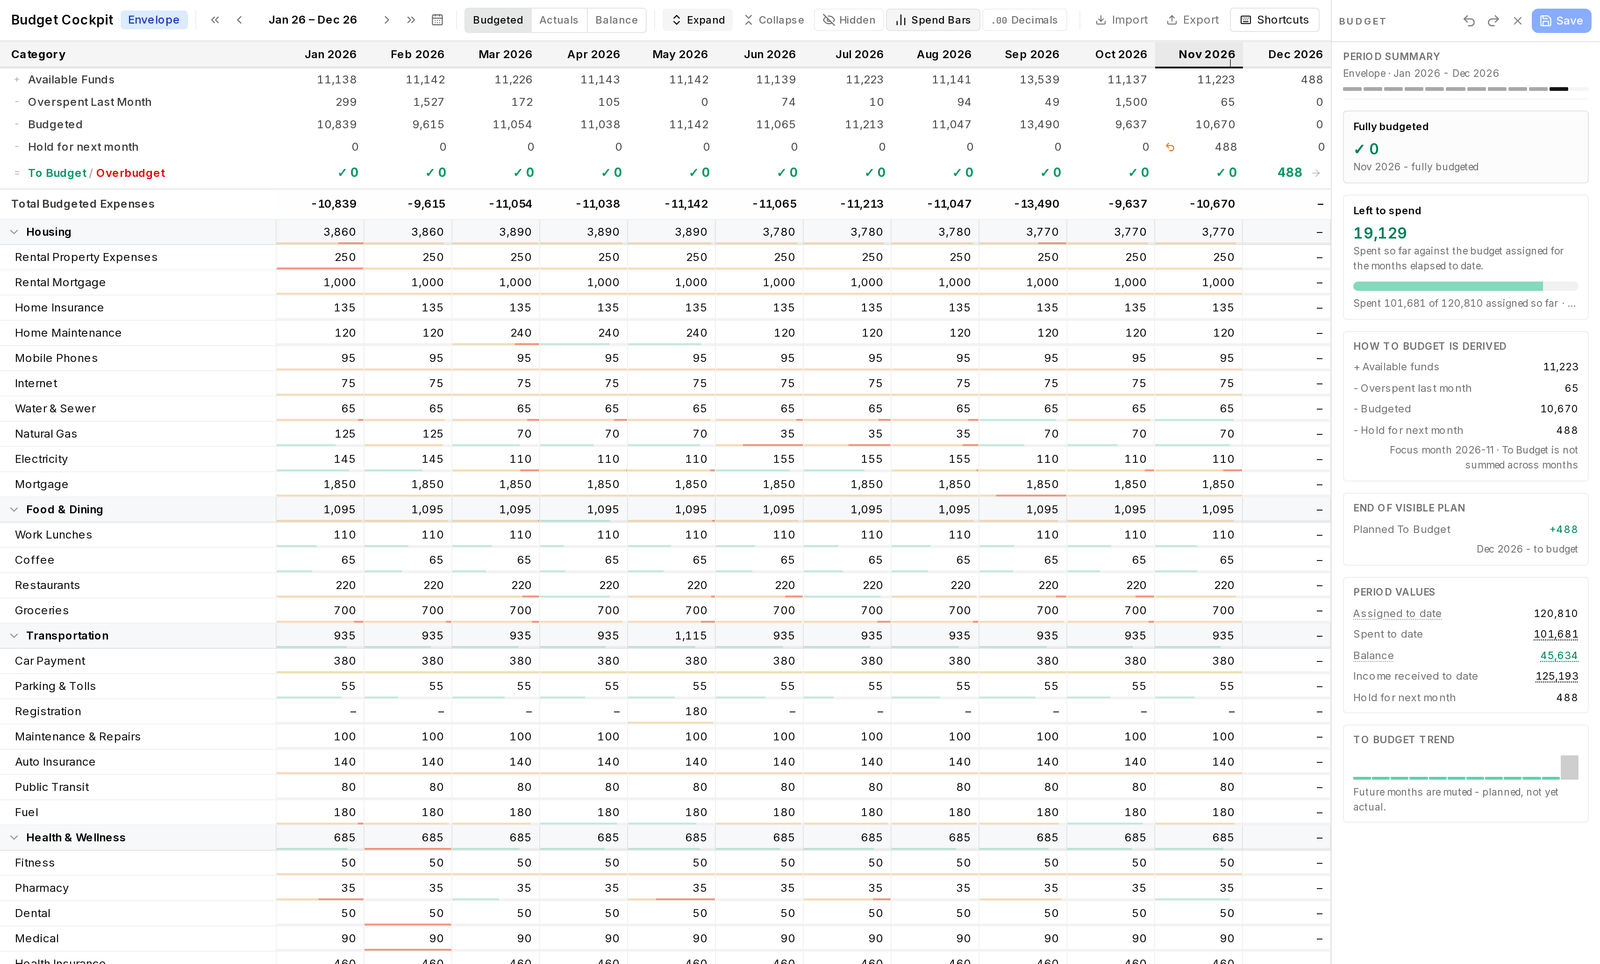 Budget Cockpit Envelope Jan 26 – Dec 26 Budgeted Actuals Balance Expand Collapse Hidden Spend Bars .00 Decimals Import Export Shortcuts
Category Jan 2026 Feb 2026 Mar 2026 Apr 2026 May 2026 Jun 2026 Jul 2026 Aug 2026 Sep 2026 Oct 2026 Nov 2026 Dec 2026
+ Available Funds 11,138 11,142 11,226 11,143 11,142 11,139 11,223 11,141 13,539 11,137 11,223 488
- Overspent Last Month 299 1,527 172 105 0 74 10 94 49 1,500 65 0
- Budgeted 10,839 9,615 11,054 11,038 11,142 11,065 11,213 11,047 13,490 9,637 10,670 0
- Hold for next month 0 0 0 0 0 0 0 0 0 0 488 0
= To Budget / Overbudget ✓ 0 ✓ 0 ✓ 0 ✓ 0 ✓ 0 ✓ 0 ✓ 0 ✓ 0 ✓ 0 ✓ 0 ✓ 0 488 →
Total Budgeted Expenses -10,839 -9,615 -11,054 -11,038 -11,142 -11,065 -11,213 -11,047 -13,490 -9,637 -10,670 –
Housing 3,860 3,860 3,890 3,890 3,890 3,780 3,780 3,780 3,770 3,770 3,770 –
Rental Property Expenses 250 250 250 250 250 250 250 250 250 250 250 –
Rental Mortgage 1,000 1,000 1,000 1,000 1,000 1,000 1,000 1,000 1,000 1,000 1,000 –
Home Insurance 135 135 135 135 135 135 135 135 135 135 135 –
Home Maintenance 120 120 240 240 240 120 120 120 120 120 120 –
Mobile Phones 95 95 95 95 95 95 95 95 95 95 95 –
Internet 75 75 75 75 75 75 75 75 75 75 75 –
Water & Sewer 65 65 65 65 65 65 65 65 65 65 65 –
Natural Gas 125 125 70 70 70 35 35 35 70 70 70 –
Electricity 145 145 110 110 110 155 155 155 110 110 110 –
Mortgage 1,850 1,850 1,850 1,850 1,850 1,850 1,850 1,850 1,850 1,850 1,850 –
Food & Dining 1,095 1,095 1,095 1,095 1,095 1,095 1,095 1,095 1,095 1,095 1,095 –
Work Lunches 110 110 110 110 110 110 110 110 110 110 110 –
Coffee 65 65 65 65 65 65 65 65 65 65 65 –
Restaurants 220 220 220 220 220 220 220 220 220 220 220 –
Groceries 700 700 700 700 700 700 700 700 700 700 700 –
Transportation 935 935 935 935 1,115 935 935 935 935 935 935 –
Car Payment 380 380 380 380 380 380 380 380 380 380 380 –
Parking & Tolls 55 55 55 55 55 55 55 55 55 55 55 –
Registration – – – – 180 – – – – – – –
Maintenance & Repairs 100 100 100 100 100 100 100 100 100 100 100 –
Auto Insurance 140 140 140 140 140 140 140 140 140 140 140 –
Public Transit 80 80 80 80 80 80 80 80 80 80 80 –
Fuel 180 180 180 180 180 180 180 180 180 180 180 –
Health & Wellness 685 685 685 685 685 685 685 685 685 685 685 –
Fitness 50 50 50 50 50 50 50 50 50 50 50 –
Pharmacy 35 35 35 35 35 35 35 35 35 35 35 –
Dental 50 50 50 50 50 50 50 50 50 50 50 –
Medical 90 90 90 90 90 90 90 90 90 90 90 –
Health Insurance 460 460 460 460 460 460 460 460 460 460 460 –
BUDGET Save
PERIOD SUMMARY
Envelope · Jan 2026 - Dec 2026
Fully budgeted
✓ 0
Nov 2026 - fully budgeted
Left to spend
19,129
Spent so far against the budget assigned for
the months elapsed to date.
Spent 101,681 of 120,810 assigned so far · ...
HOW TO BUDGET IS DERIVED
+ Available funds 11,223
- Overspent last month 65
- Budgeted 10,670
- Hold for next month 488
Focus month 2026-11 · To Budget is not
summed across months
END OF VISIBLE PLAN
Planned To Budget +488
Dec 2026 - to budget
PERIOD VALUES
Assigned to date 120,810
Spent to date 101,681
Balance 45,634
Income received to date 125,193
Hold for next month 488
TO BUDGET TREND
Future months are muted - planned, not yet
actual.